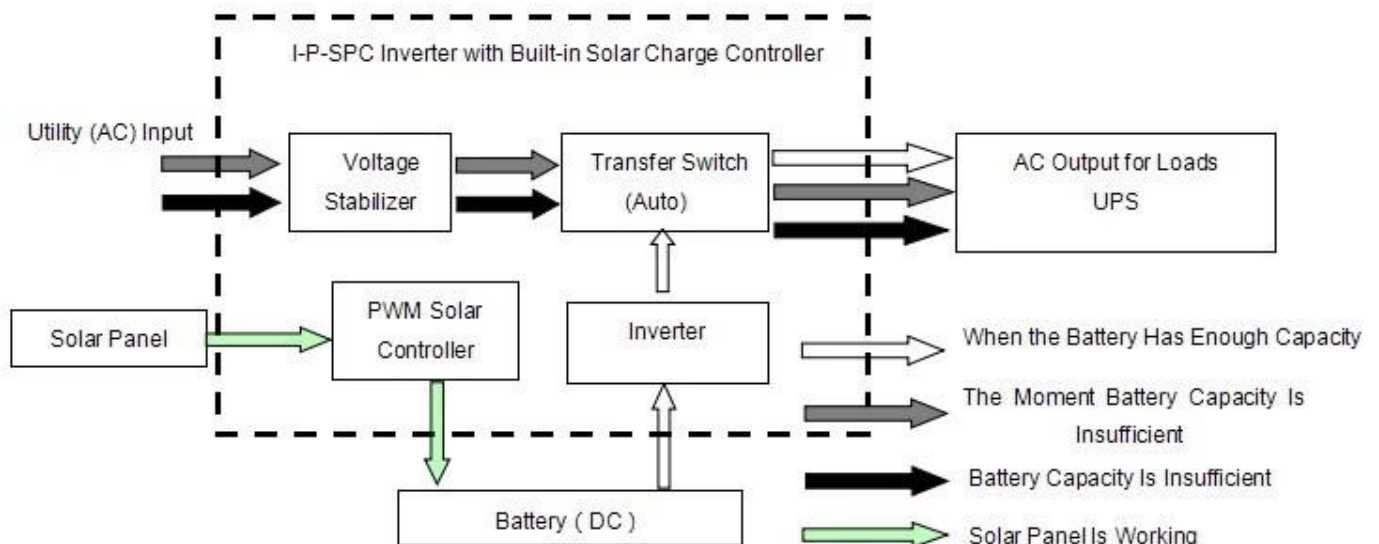 I-P-SPC Inverter with Built-in Solar Charge Controller
Utility (AC) Input
Voltage
Stabilizer
Transfer Switch
(Auto)
AC Output for Loads
UPS
Solar Panel
PWM Solar
Controller
Inverter
Battery ( DC )
When the Battery Has Enough Capacity
The Moment Battery Capacity Is
Insufficient
Battery Capacity Is Insufficient
Solar Panel Is Working